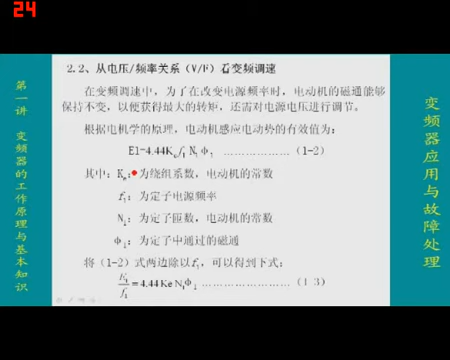 24
2.2、从电压/频率关系（V/F）看变频调速
在变频调速中，为了在改变电源频率时，电动机的磁通能够
保持不变，以便获得最大的转矩，还需对电源电压进行调节。
根据电机学的原理，电动机感应电动势的有效值为：
E1=4.44Ke f1 N1 Φ1 ………………（1-2）
其中：Ke：为绕组系数，电动机的常数
f1：为定子电源频率
N1：为定子匝数，电动机的常数
Φ1：为定子中通过的磁通
将（1-2）式两边除以f1，可以得到下式：
E1/f1 = 4.44 Ke N1 Φ1 ……………………（1-3）
第一讲 变频器的工作原理与基本知识
变频器应用与故障处理